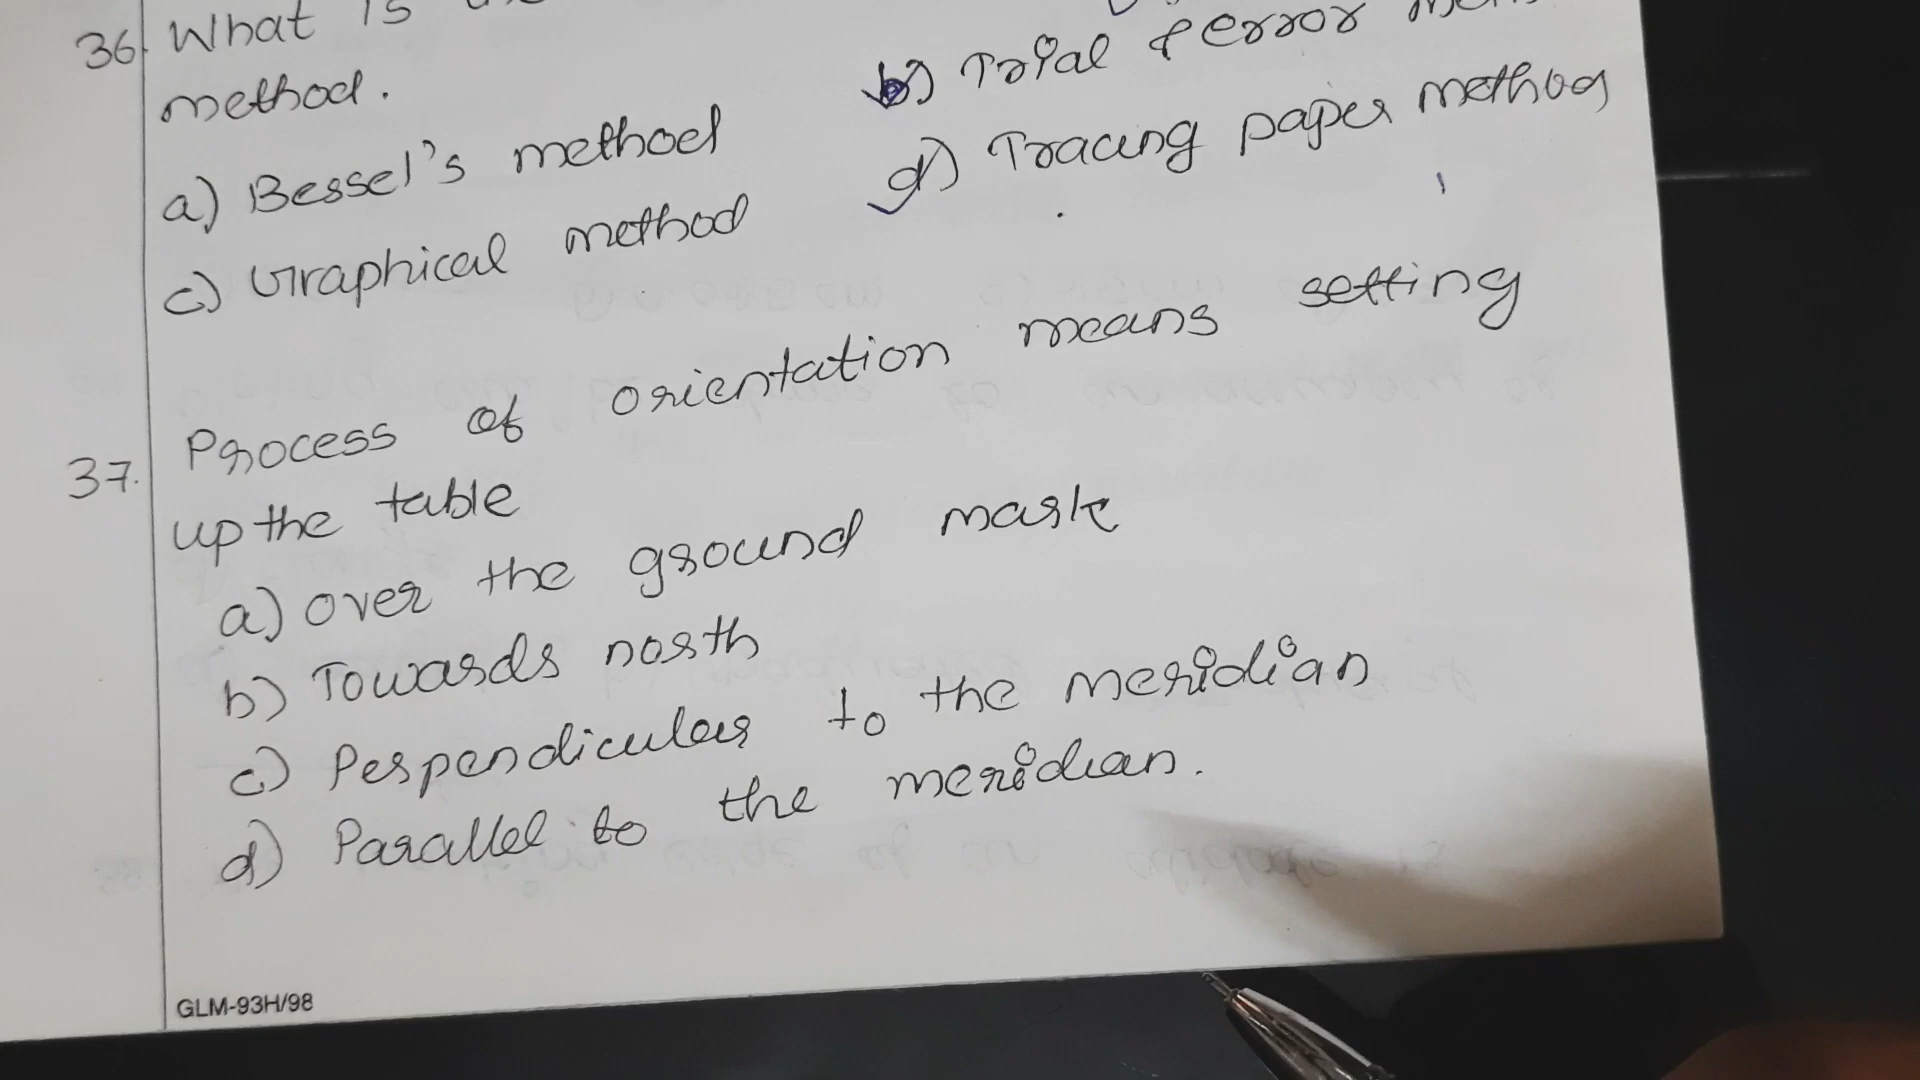 36. What is
method.
a) Bessel's method
b) Trial & error
c) Graphical method
d) Tracing paper method
37. Process of orientation means setting
up the table
a) over the ground mark
b) Towards north
c) Perpendicular to the meridian
d) Parallel to the meridian.
GLM-93H/98